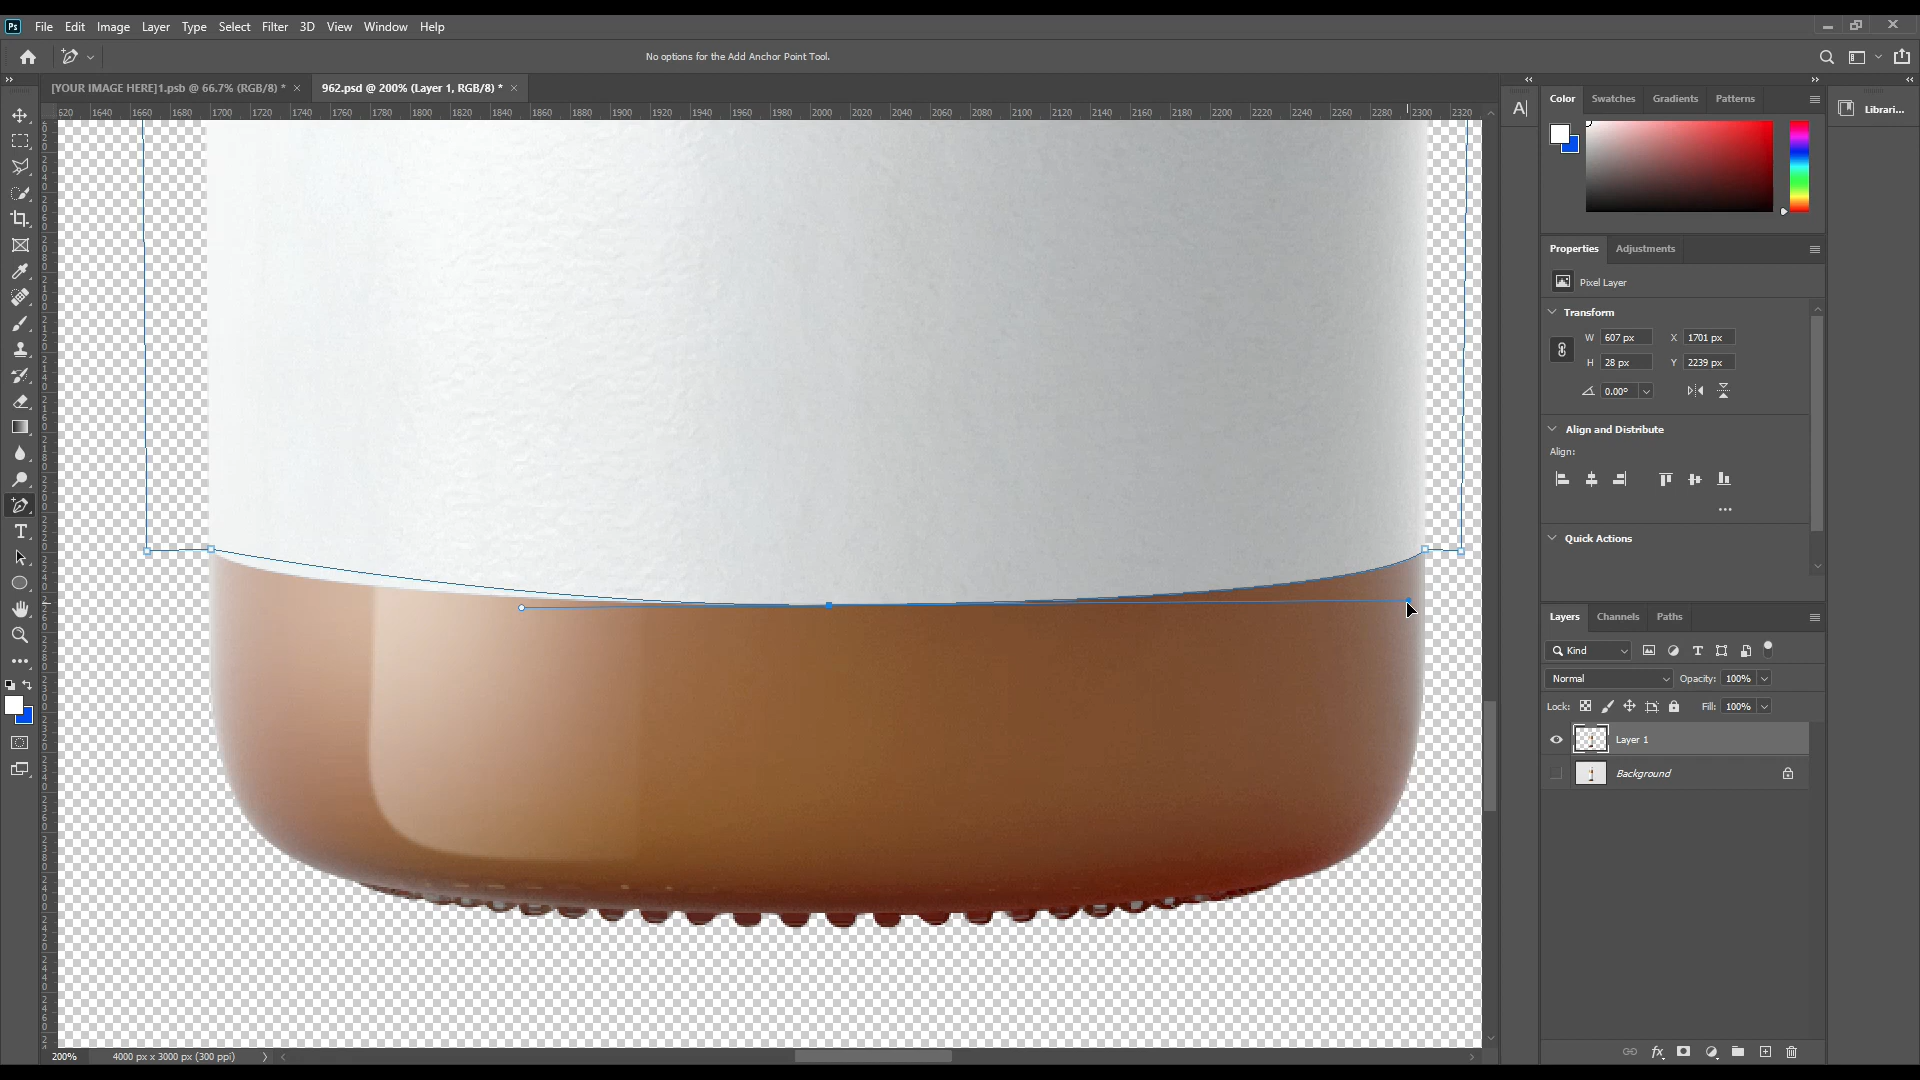 Ps File Edit Image Layer Type Select Filter 3D View Window Help
No options for the Add Anchor Point Tool.
[YOUR IMAGE HERE]1.psb @ 66.7% (RGB/8) * × 962.psd @ 200% (Layer 1, RGB/8) * ×
1640 1660 1680 1700 1720 1740 1760 1780 1800 1820 1840 1860 1880 1900 1920 1940 1960 1980 2000 2020 2040 2060 2080 2100 2120 2140 2160 2180 2200 2220 2240 2260 2280 2300 2320
Color Swatches Gradients Patterns
Librari...
Properties Adjustments
Pixel Layer
Transform
W 607 px X 1701 px
H 28 px Y 2239 px
0.00°
Align and Distribute
Align:
Quick Actions
Layers Channels Paths
Kind
Normal Opacity: 100%
Lock: Fill: 100%
Layer 1
Background
200% 4000 px x 3000 px (300 ppi)